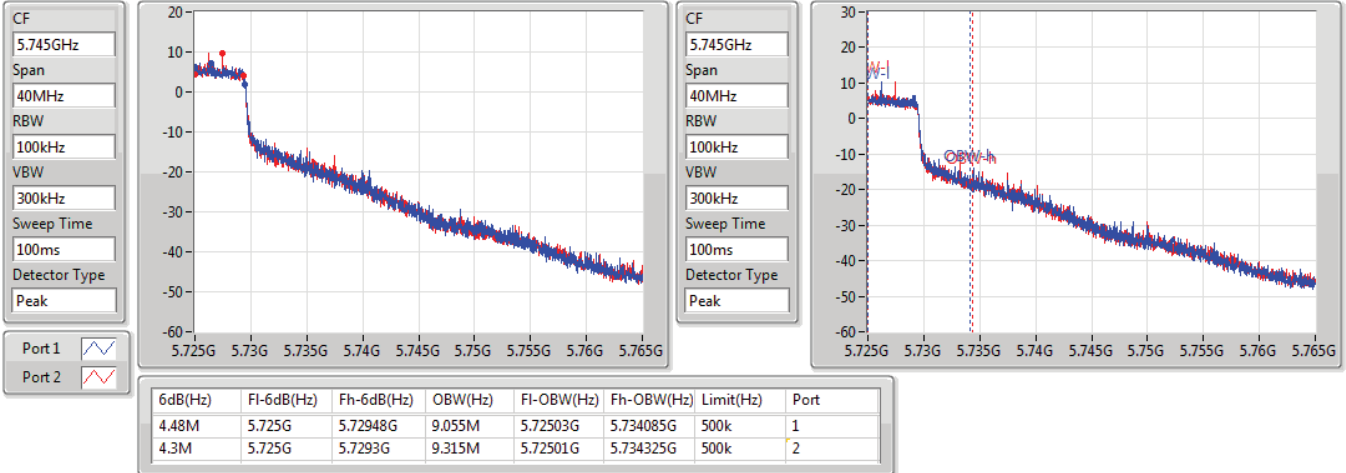 CF
5.745GHz
Span
40MHz
RBW
100kHz
VBW
300kHz
Sweep Time
100ms
Detector Type
Peak
Port 1
Port 2
20
10
0
-10
-20
-30
-40
-50
-60
5.725G 5.73G 5.735G 5.74G 5.745G 5.75G 5.755G 5.76G 5.765G
CF
5.745GHz
Span
40MHz
RBW
100kHz
VBW
300kHz
Sweep Time
100ms
Detector Type
Peak
30
20
10
0
-10
-20
-30
-40
-50
-60
W-l
OBW-h
5.725G 5.73G 5.735G 5.74G 5.745G 5.75G 5.755G 5.76G 5.765G
6dB(Hz) Fl-6dB(Hz) Fh-6dB(Hz) OBW(Hz) Fl-OBW(Hz) Fh-OBW(Hz) Limit(Hz) Port
4.48M 5.725G 5.72948G 9.055M 5.72503G 5.734085G 500k 1
4.3M 5.725G 5.7293G 9.315M 5.72501G 5.734325G 500k 2